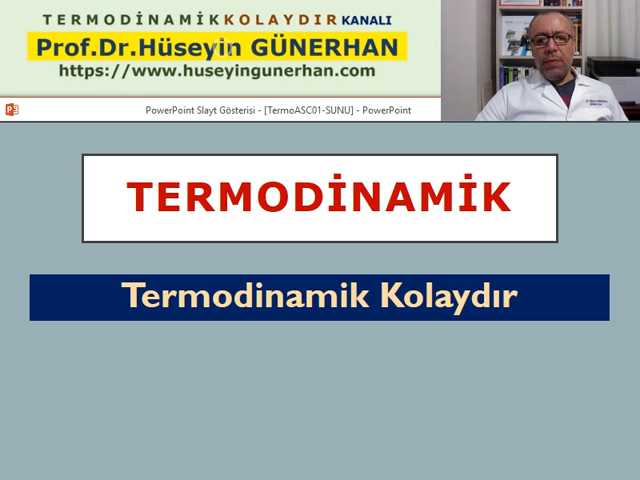 TERMODİNAMİKKOLAYDIR KANALI
Prof.Dr.Hüseyin GÜNERHAN
https://www.huseyingunerhan.com
PowerPoint Slayt Gösterisi - [TermoASC01-SUNU] - PowerPoint
TERMODİNAMİK
Termodinamik Kolaydır